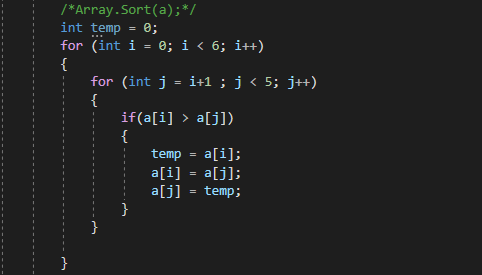 /*Array.Sort(a);*/
int temp = 0;
for (int i = 0; i < 6; i++)
{
for (int j = i+1 ; j < 5; j++)
{
if(a[i] > a[j])
{
temp = a[i];
a[i] = a[j];
a[j] = temp;
}
}
}